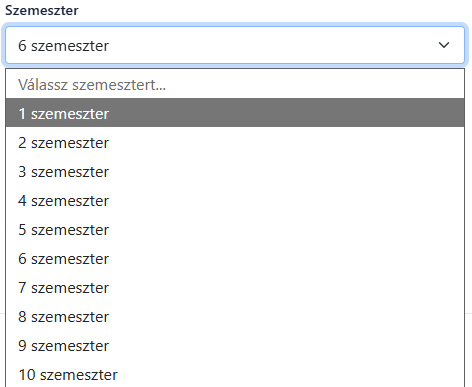 Szemeszter
6 szemeszter
Válassz szemesztert...
1 szemeszter
2 szemeszter
3 szemeszter
4 szemeszter
5 szemeszter
6 szemeszter
7 szemeszter
8 szemeszter
9 szemeszter
10 szemeszter